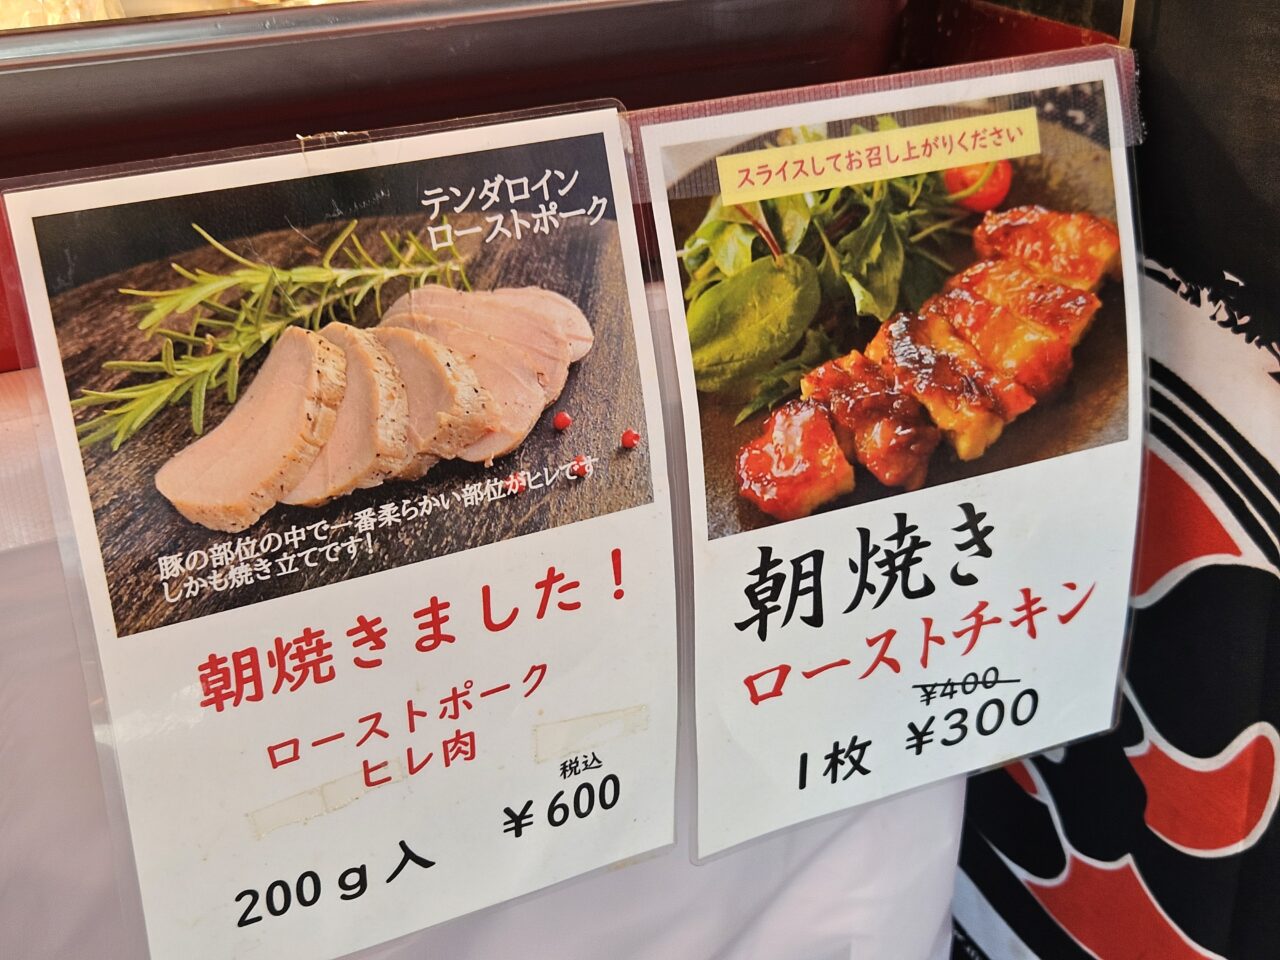 テンダロイン
ローストポーク
豚の部位の中で一番柔らかい部位がヒレです
しかも焼き立てです!
朝焼きました!
ローストポーク
ヒレ肉
税込
200g入 ¥600
スライスしてお召し上がりください
朝焼き
ローストチキン
¥400
1枚 ¥300